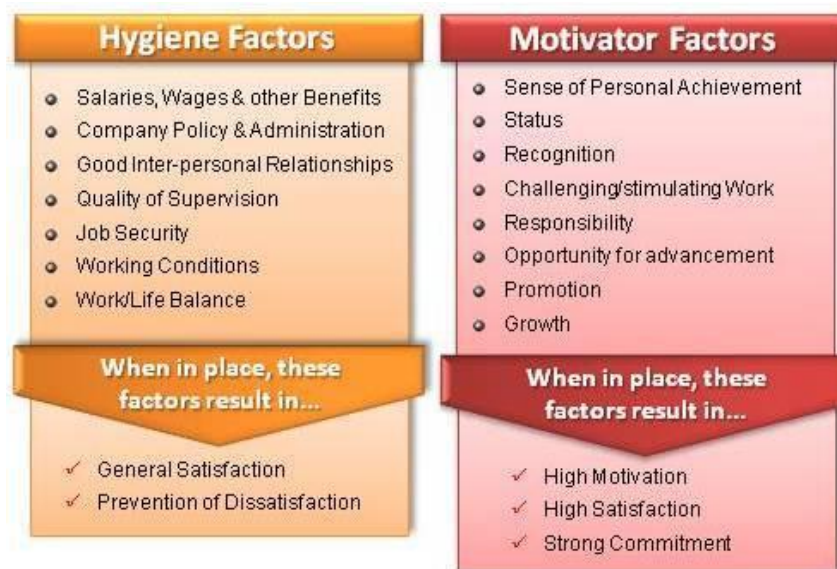 Hygiene Factors
Salaries, Wages & other Benefits
Company Policy & Administration
Good Inter-personal Relationships
Quality of Supervision
Job Security
Working Conditions
Work/Life Balance
When in place, these
factors result in...
General Satisfaction
Prevention of Dissatisfaction
Motivator Factors
Sense of Personal Achievement
Status
Recognition
Challenging/stimulating Work
Responsibility
Opportunity for advancement
Promotion
Growth
When in place, these
factors result in...
High Motivation
High Satisfaction
Strong Commitment